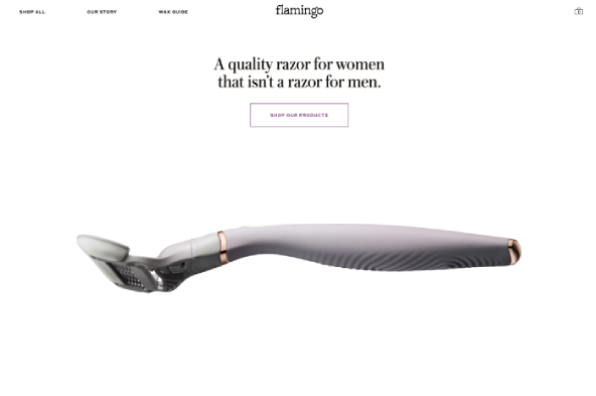 SHOP ALL
OUR STORY
WAX GUIDE
flamingo
A quality razor for women
that isn't a razor for men.
SHOP OUR PRODUCTS